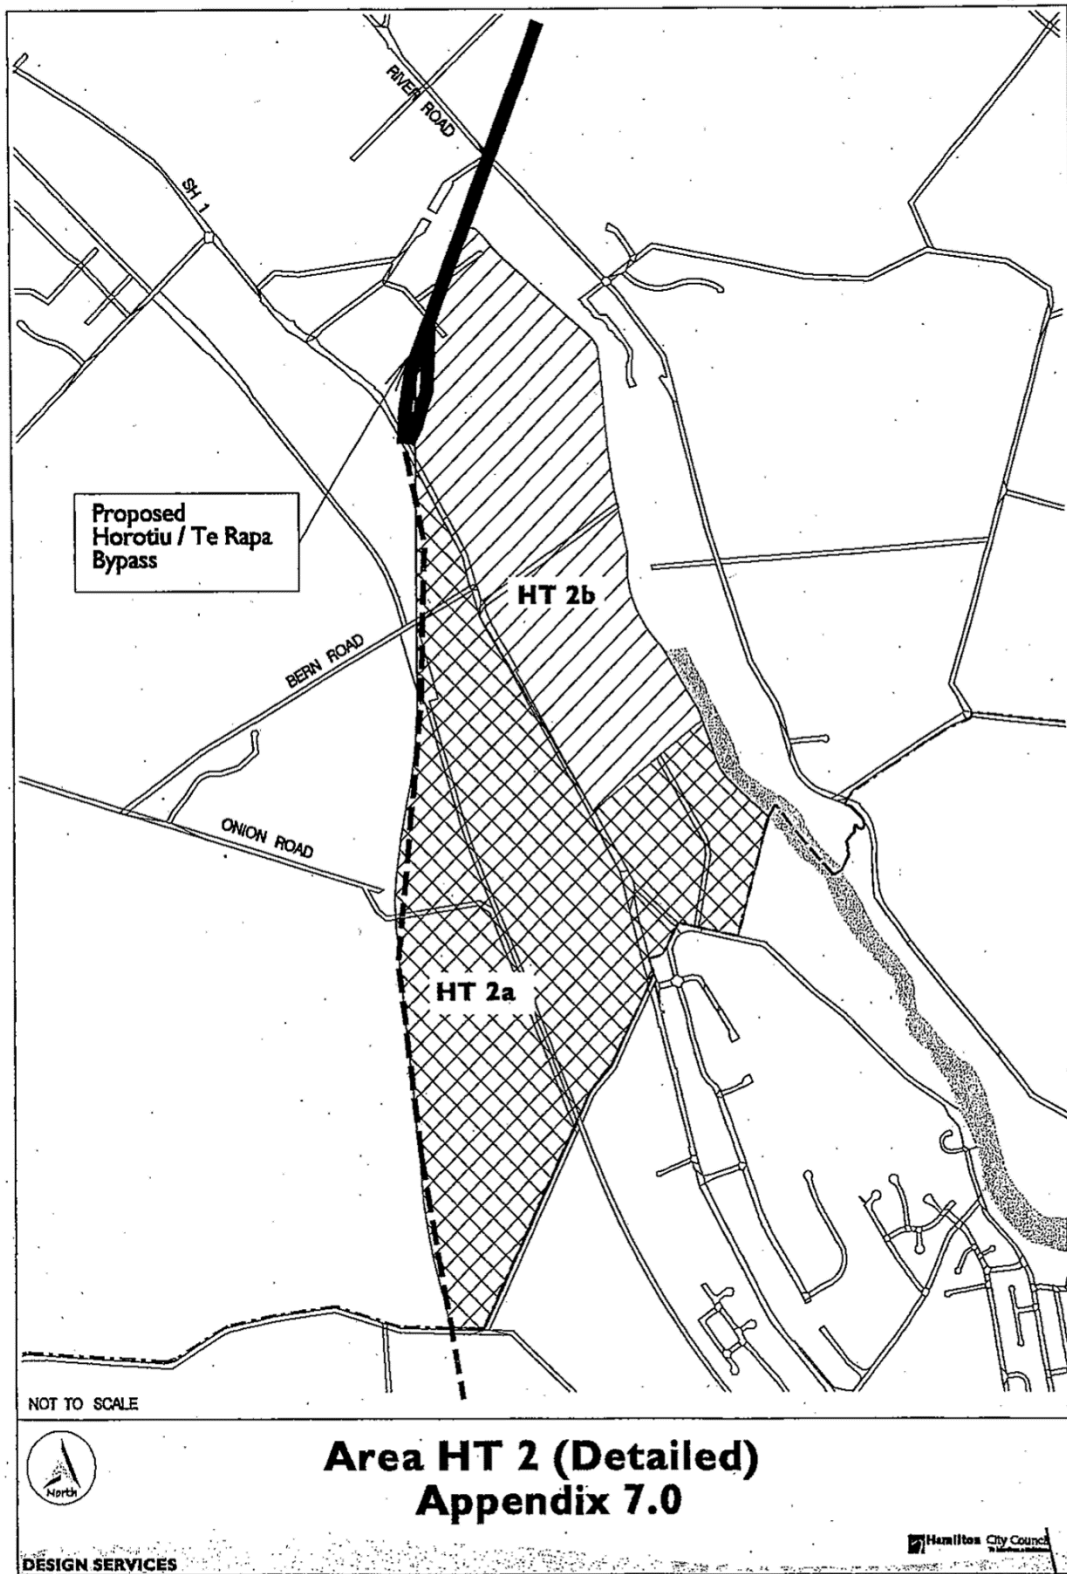 RIVER ROAD
SH 1
Proposed
Horotiu / Te Rapa
Bypass
HT 2b
BERN ROAD
ONION ROAD
HT 2a
NOT TO SCALE
North
Area HT 2 (Detailed)
Appendix 7.0
Hamilton City Council
DESIGN SERVICES